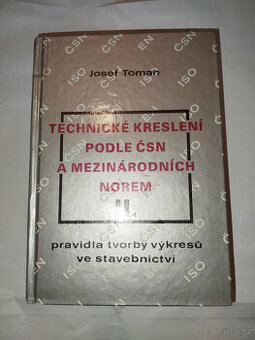 Josef Toman
TECHNICKÉ KRESLENÍ
PODLE ČSN
A MEZINÁRODNÍCH
NOREM
II.
pravidla tvorby výkresů
ve stavebnictví